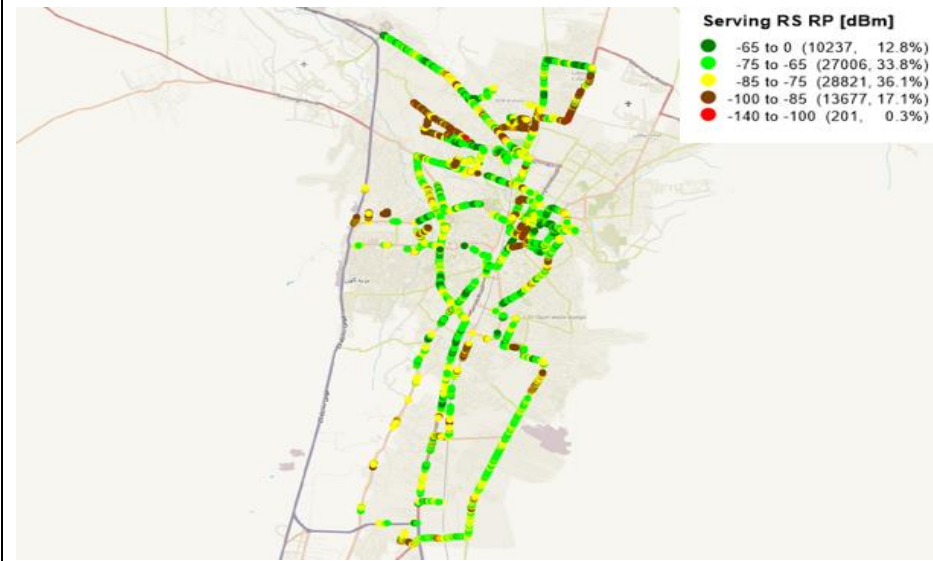 Serving RS RP [dBm]
-65 to 0 (10237, 12.8%)
-75 to -65 (27006, 33.8%)
-85 to -75 (28821, 36.1%)
-100 to -85 (13677, 17.1%)
-140 to -100 (201, 0.3%)